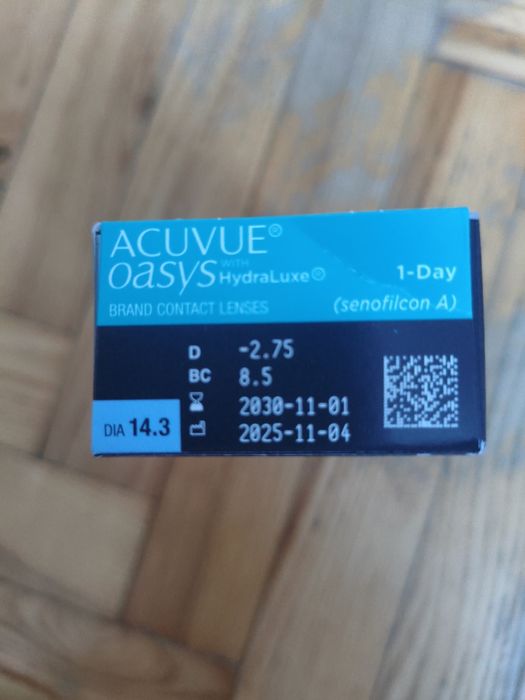 ACUVUE®
oasys WITH HydraLuxe®
1-Day
BRAND CONTACT LENSES
(senofilcon A)
D -2.75
BC 8.5
2030-11-01
2025-11-04
DIA 14.3